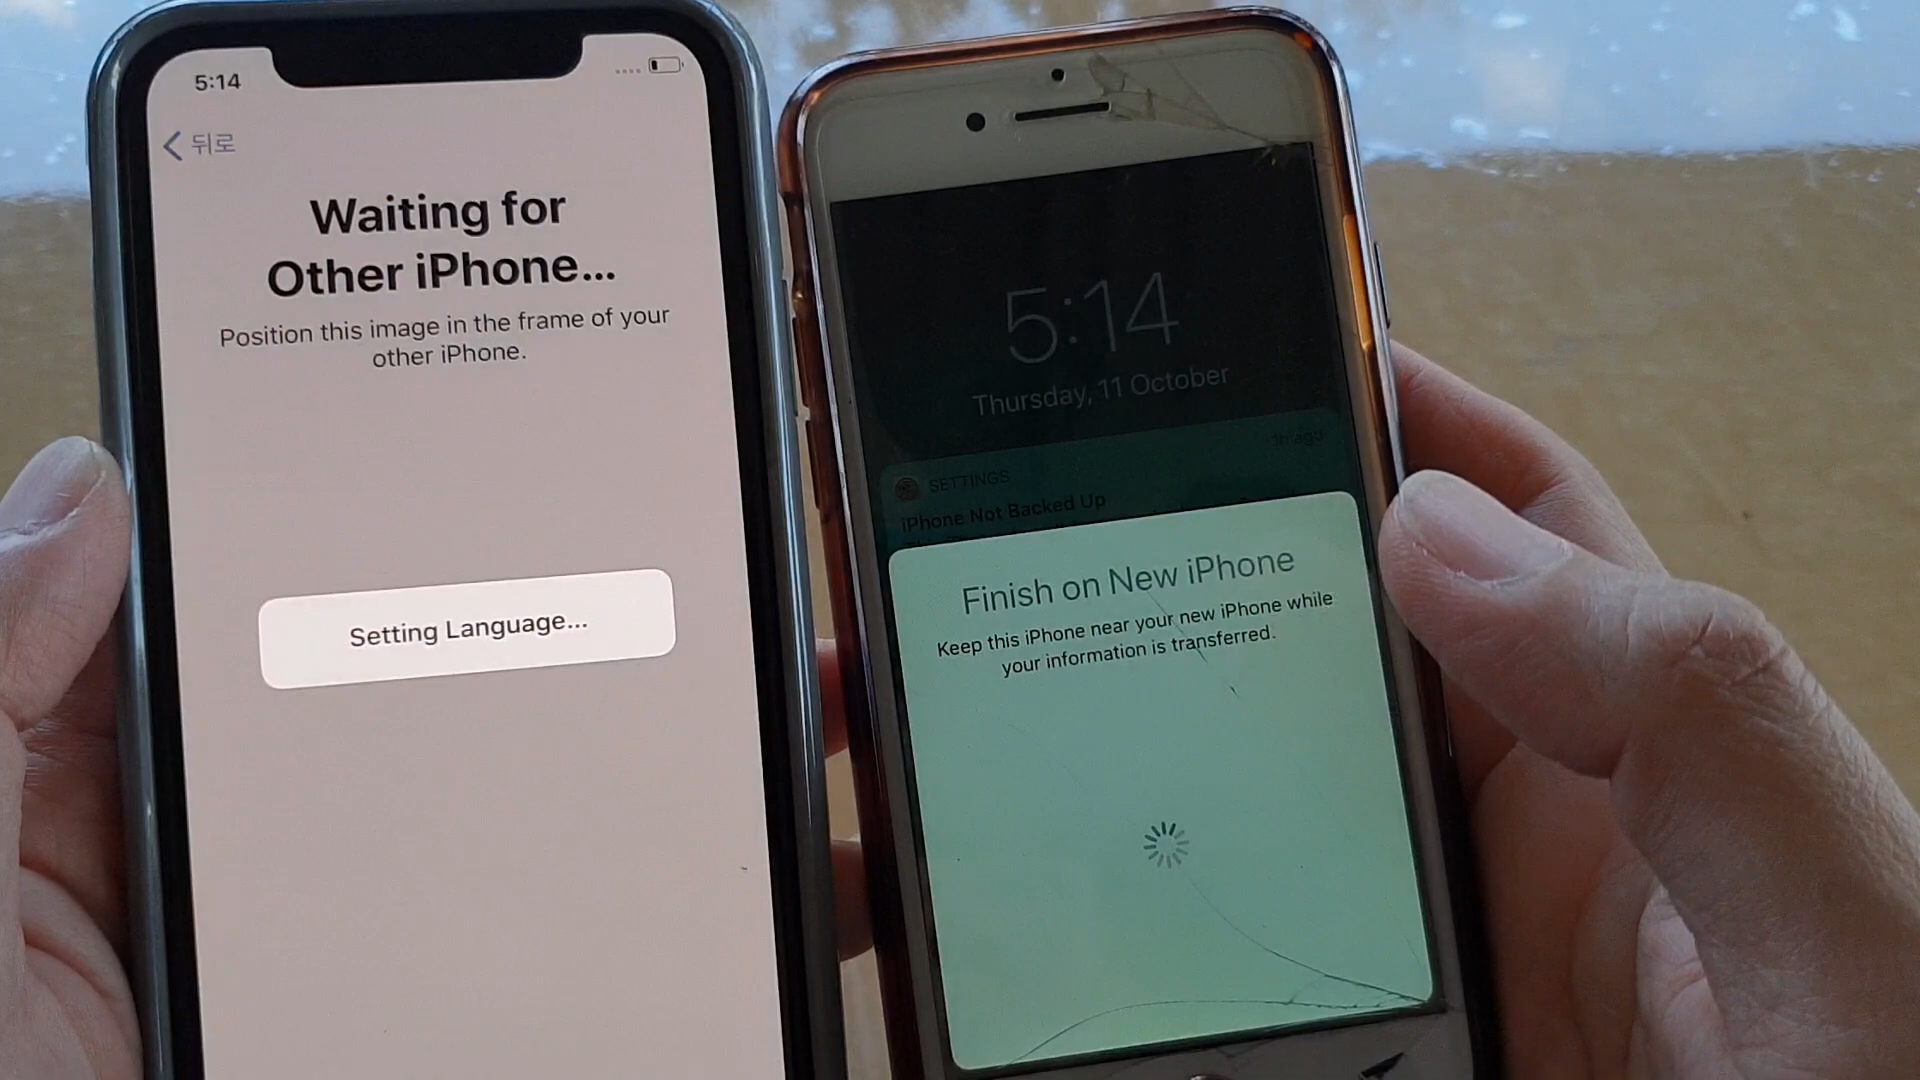 5:14
뒤로
Waiting for
Other iPhone...
Position this image in the frame of your
other iPhone.
Setting Language...
5:14
Thursday, 11 October
1h ago
SETTINGS
iPhone Not Backed Up
Finish on New iPhone
Keep this iPhone near your new iPhone while
your information is transferred.